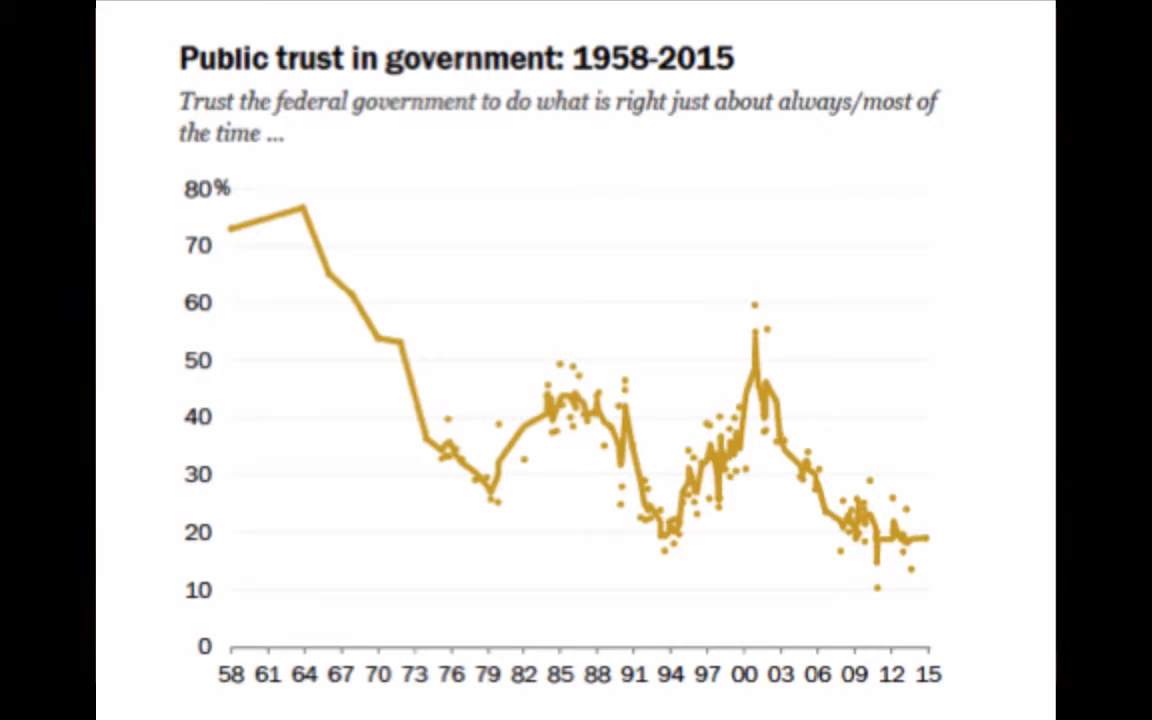 Public trust in government: 1958-2015
Trust the federal government to do what is right just about always/most of
the time ...
80%
70
60
50
40
30
20
10
0
58 61 64 67 70 73 76 79 82 85 88 91 94 97 00 03 06 09 12 15